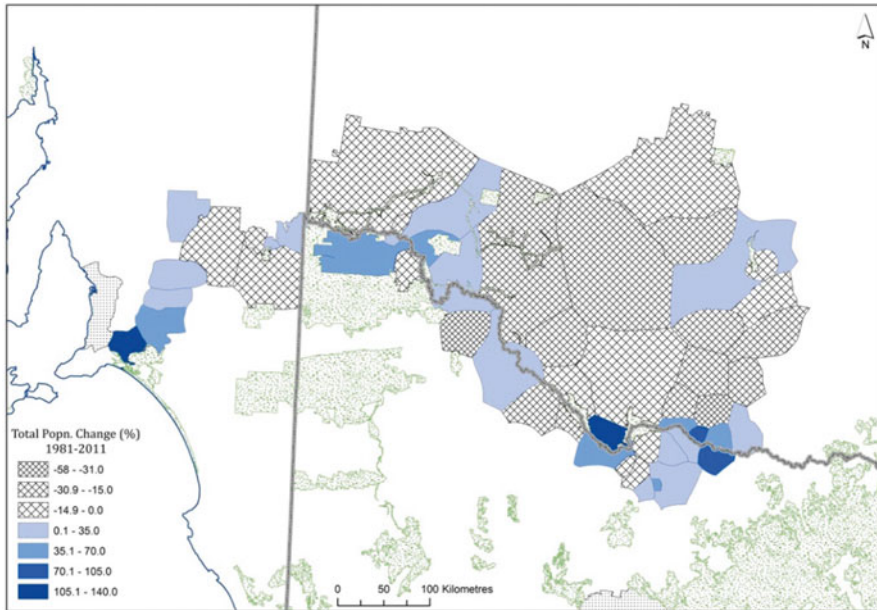 N
Total Popn. Change (%)
1981-2011
-58 - -31.0
-30.9 - -15.0
-14.9 - 0.0
0.1 - 35.0
35.1 - 70.0
70.1 - 105.0
105.1 - 140.0
0 50 100 Kilometres